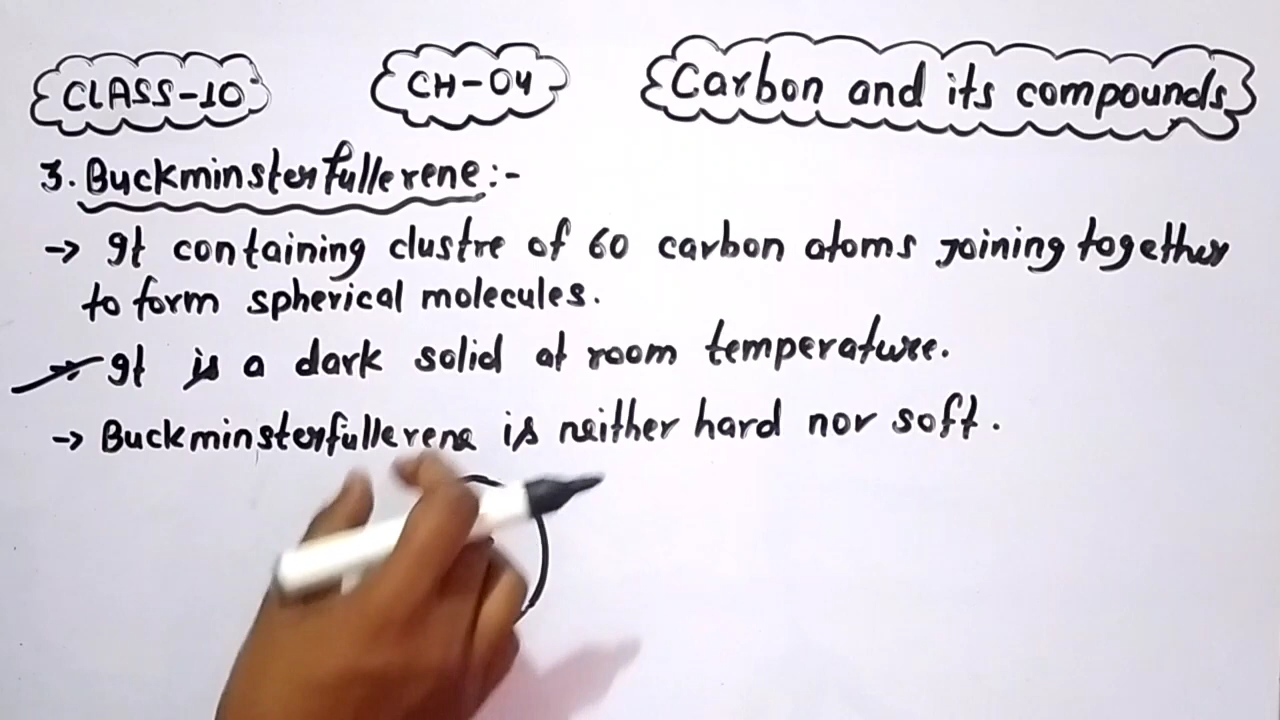 CLASS-10 CH-04 Carbon and its compounds
3. Buckminsterfullerene:-
→ It containing clustre of 60 carbon atoms joining together
to form spherical molecules.
→ It is a dark solid at room temperature.
→ Buckminsterfullerene is neither hard nor soft.